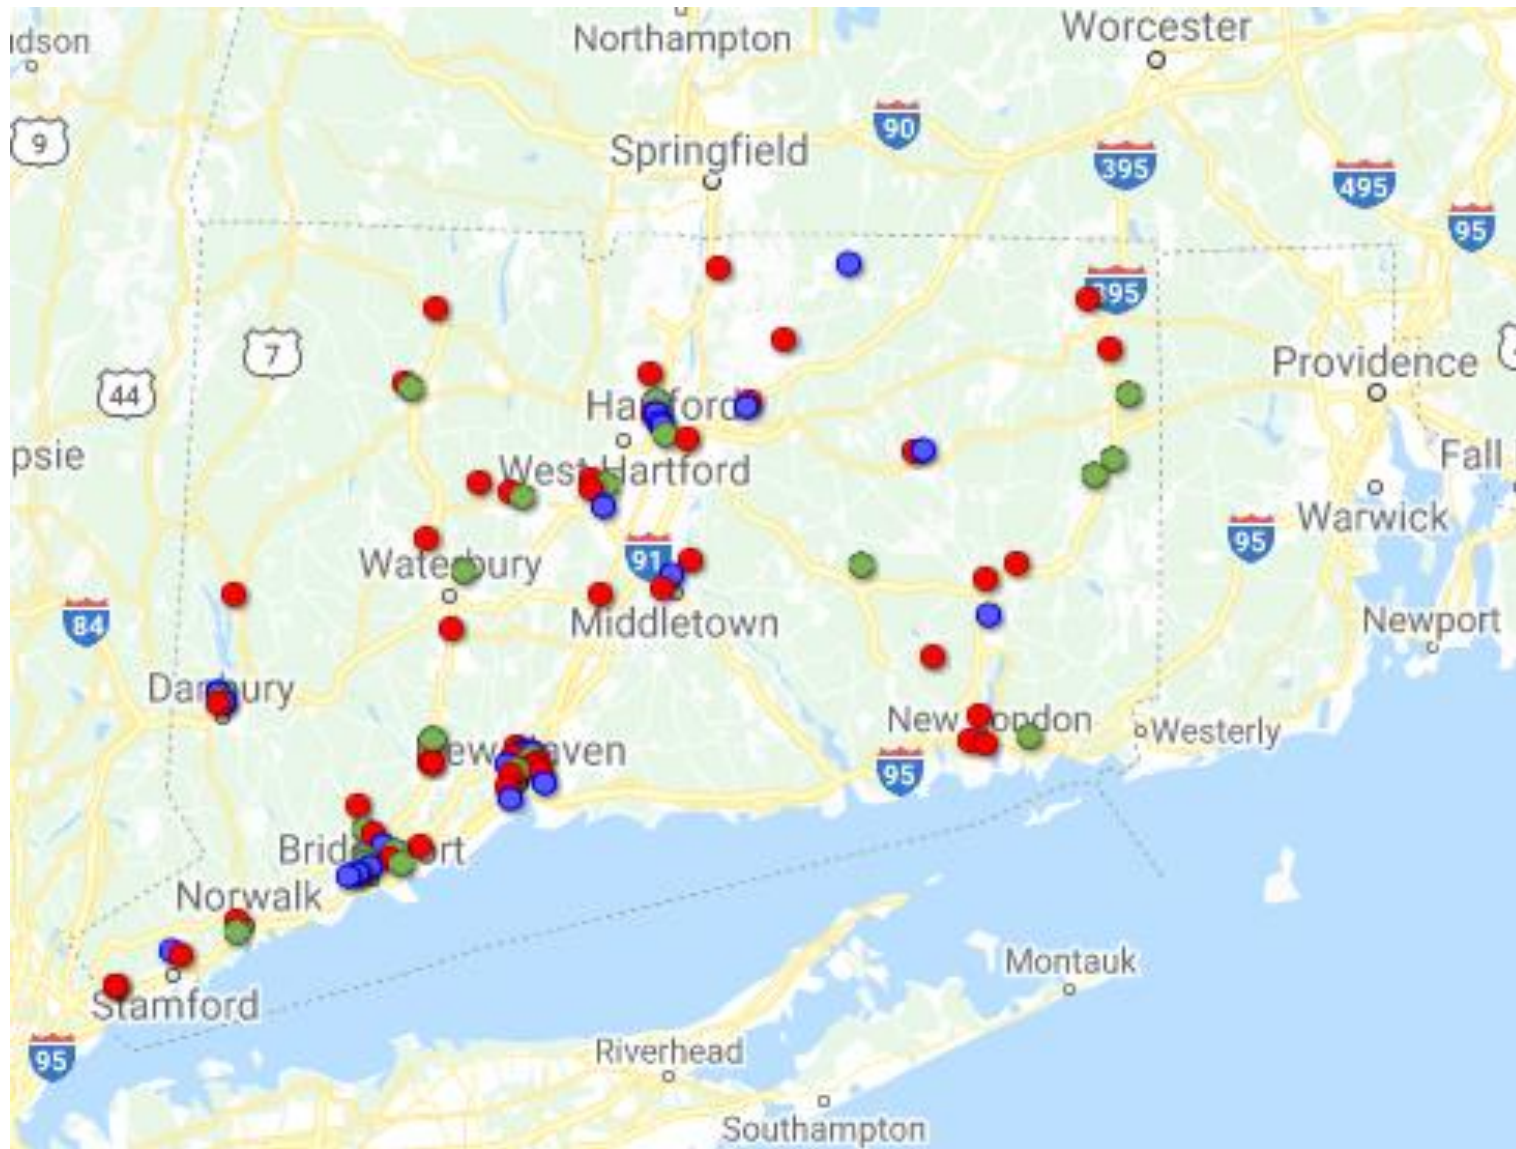 Worcester
dson
Northampton
90
9
Springfield
395
495
95
395
7
Providence
44
Hartford
psie
Fall
West Hartford
Warwick
95
91
Waterbury
84
Middletown
Newport
Danbury
New London
Westerly
New Haven
95
Bridgeport
Norwalk
Montauk
Stamford
95
Riverhead
Southampton